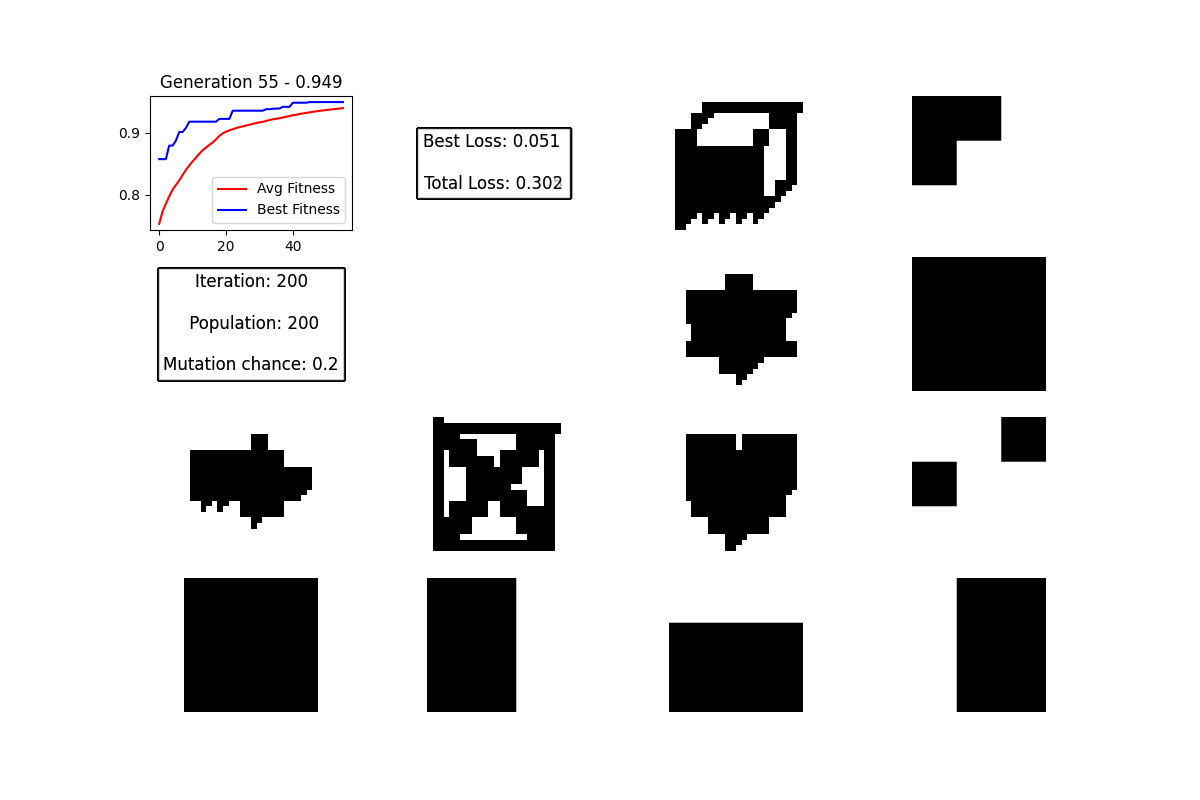 Generation 55 - 0.949
0.9
0.8
Avg Fitness
Best Fitness
0
20
40
Best Loss: 0.051
Total Loss: 0.302
Iteration: 200
Population: 200
Mutation chance: 0.2